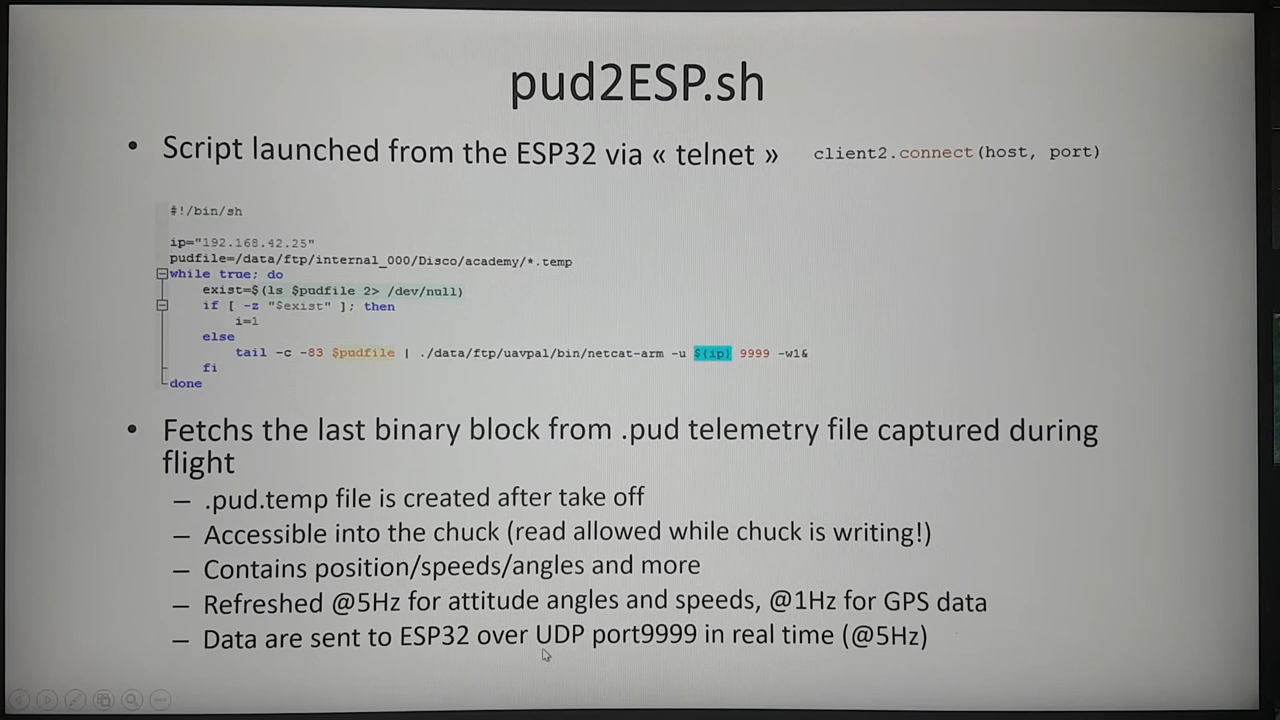 pud2ESP.sh
• Script launched from the ESP32 via « telnet » client2.connect(host, port)
#!/bin/sh
ip="192.168.42.25"
pudfile=/data/ftp/internal_000/Disco/academy/*.temp
while true; do
exist=$(ls $pudfile 2> /dev/null)
if [ -z "$exist" ]; then
i=1
else
tail -c -83 $pudfile | ./data/ftp/uavpal/bin/netcat-arm -u $(ip) 9999 -w1&
fi
done
• Fetchs the last binary block from .pud telemetry file captured during
flight
– .pud.temp file is created after take off
– Accessible into the chuck (read allowed while chuck is writing!)
– Contains position/speeds/angles and more
– Refreshed @5Hz for attitude angles and speeds, @1Hz for GPS data
– Data are sent to ESP32 over UDP port9999 in real time (@5Hz)